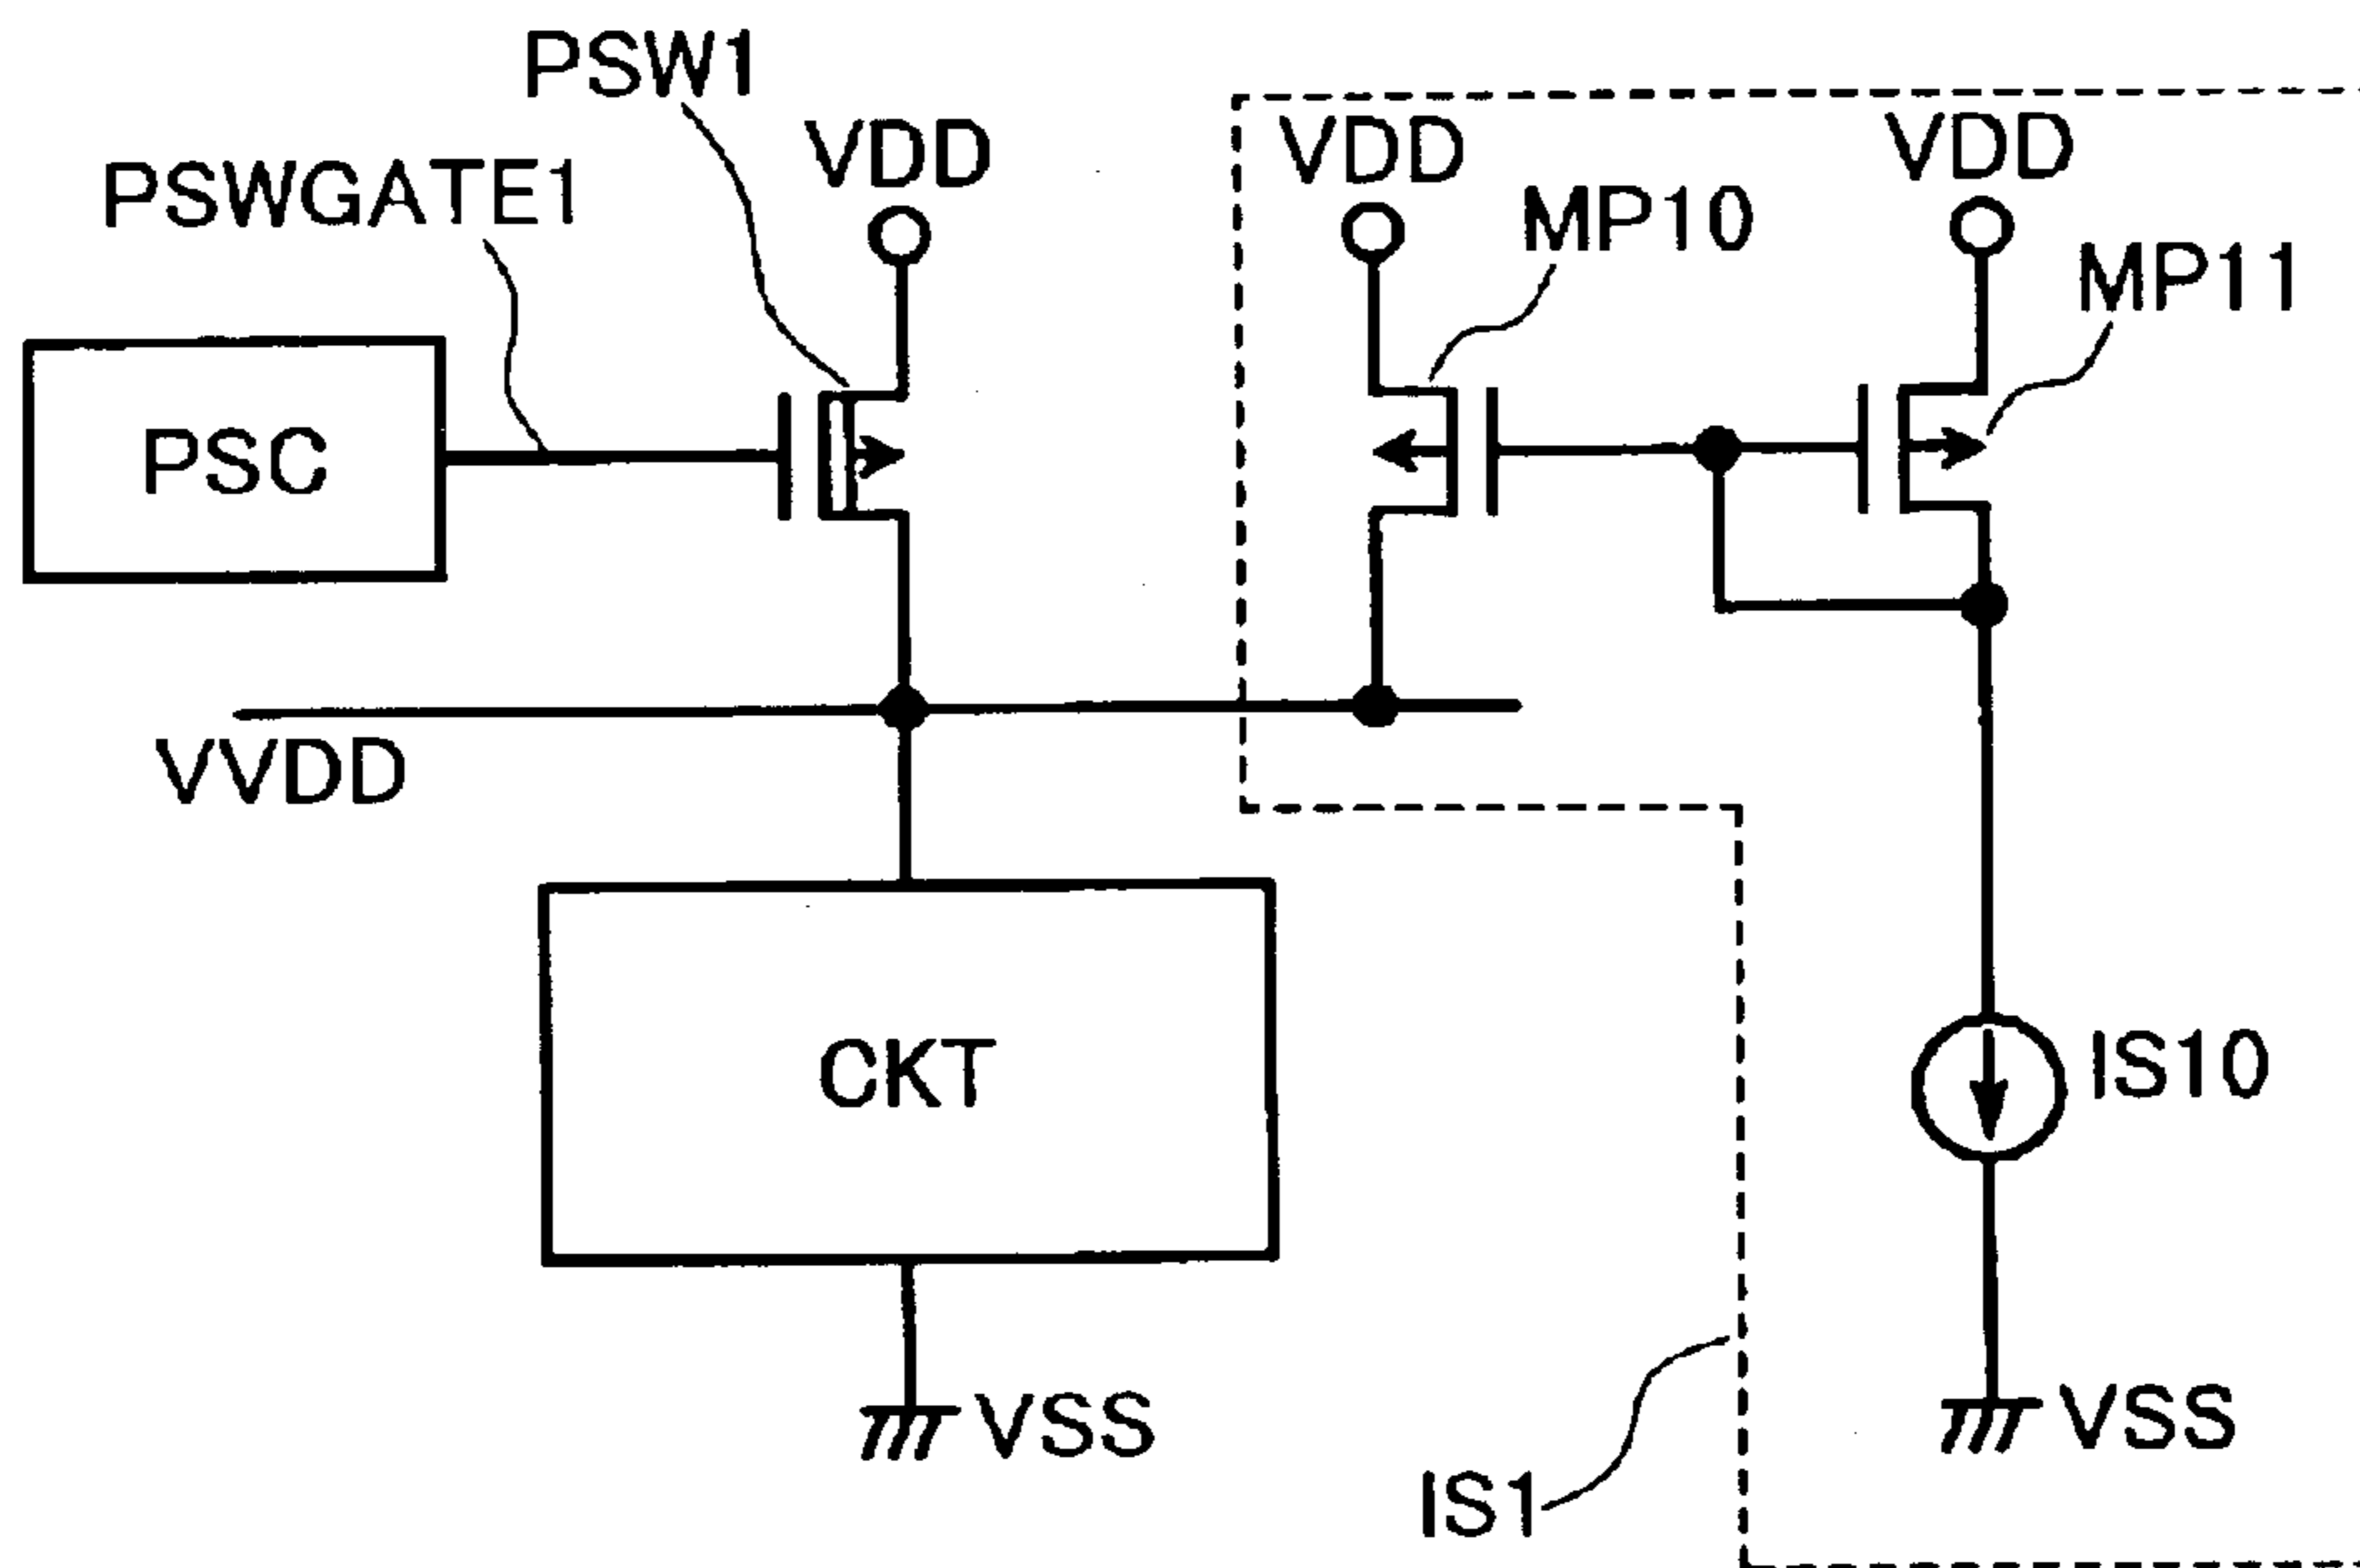 PSW1
VDD
VDD
VDD
PSWGATE1
MP10
MP11
PSC
VVDD
CKT
IS10
VSS
VSS
IS1